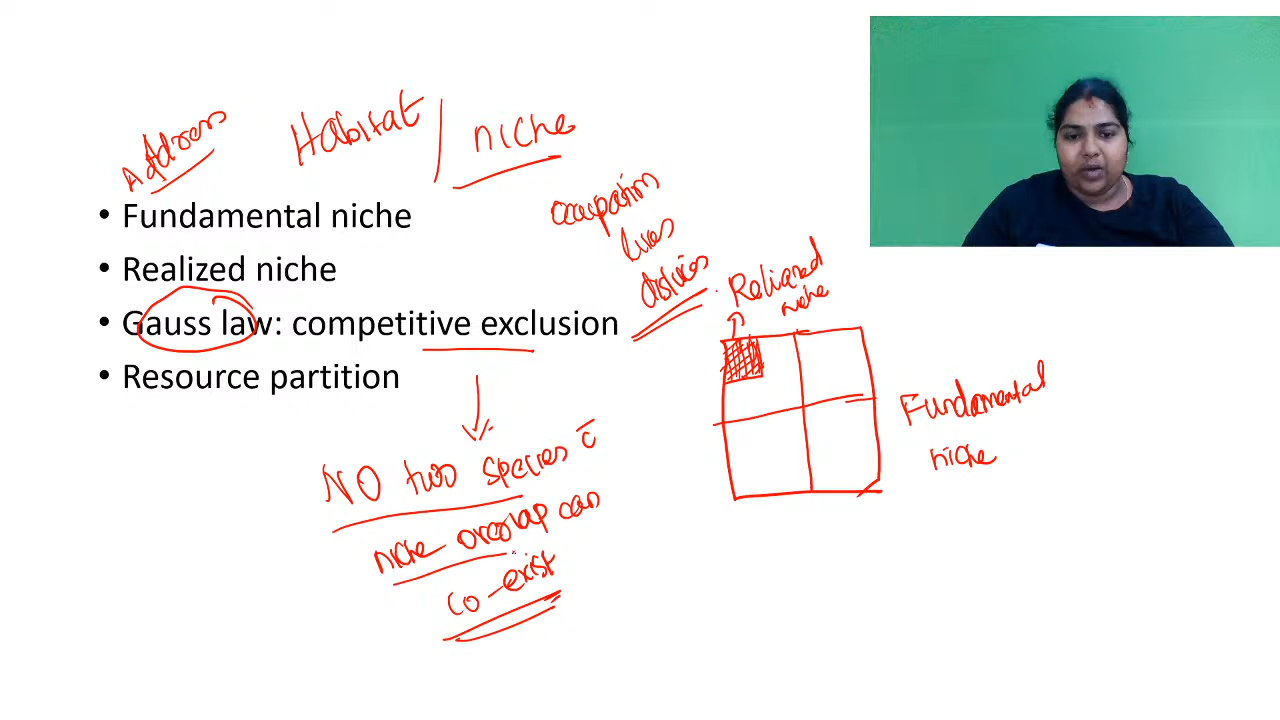 Address
Habitat / niche
• Fundamental niche
• Realized niche
• Gauss law: competitive exclusion
• Resource partition
occupation
lives
Reliazed
niche
Fundamental
niche
NO two species c̄
niche overlap can
co-exist